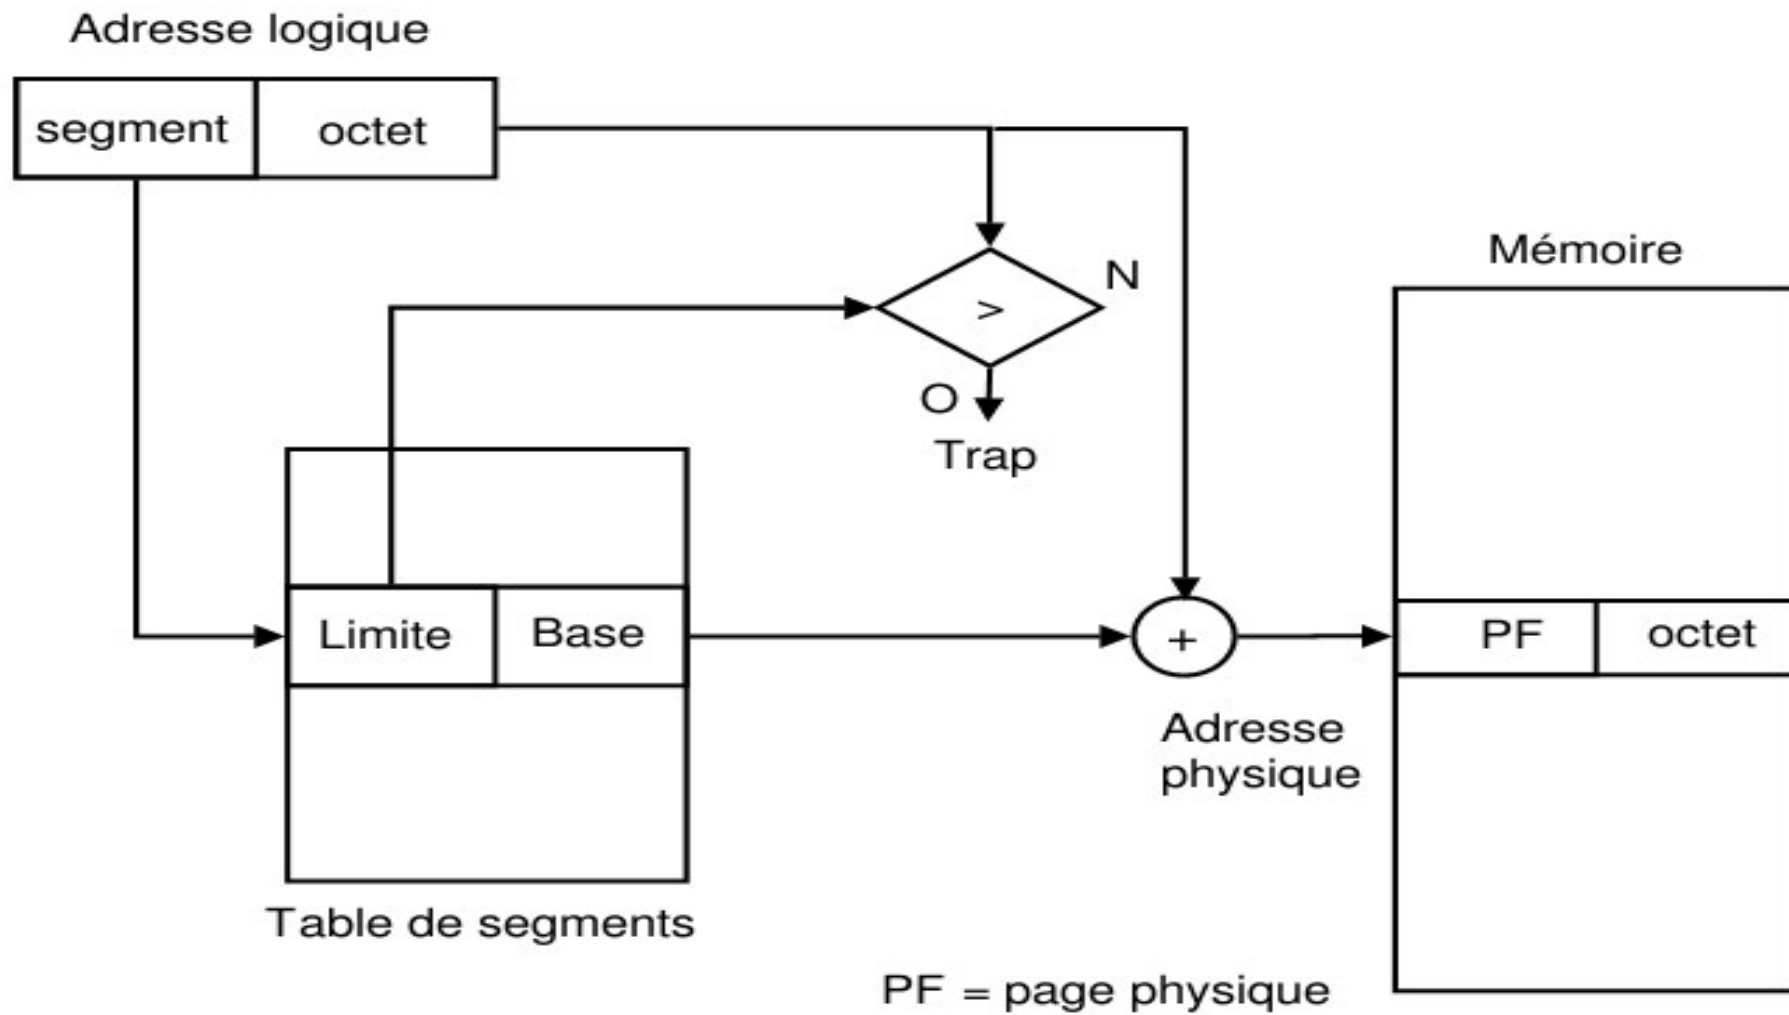 Adresse logique
segment octet
N
>
Mémoire
O
Trap
Limite Base
+
PF octet
Adresse
physique
Table de segments
PF = page physique